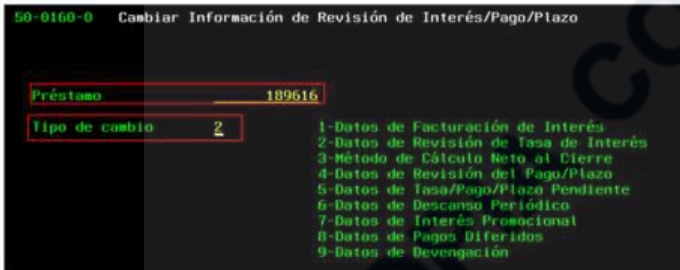 50-0160-0 Cambiar Información de Revisión de Interés/Pago/Plazo
Préstamo 189616
Tipo de cambio 2
1-Datos de Facturación de Interés
2-Datos de Revisión de Tasa de Interés
3-Método de Cálculo Neto al Cierre
4-Datos de Revisión del Pago/Plazo
5-Datos de Tasa/Pago/Plazo Pendiente
6-Datos de Descanso Periódico
7-Datos de Interés Promocional
8-Datos de Pagos Diferidos
9-Datos de Devengación